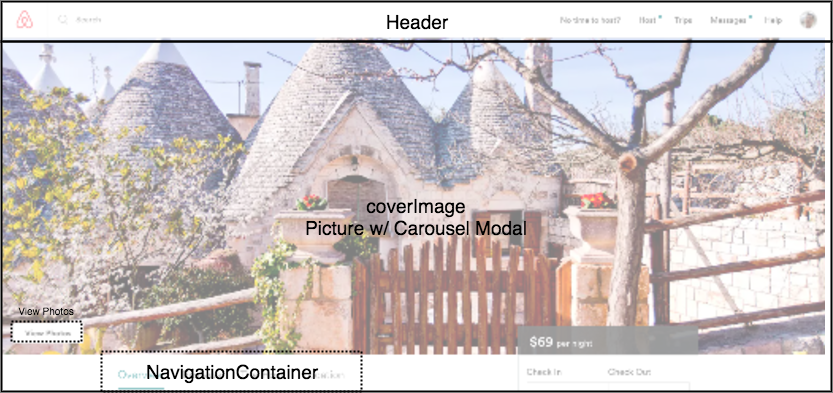 Header
Search
No time to host?
Host
Trips
Messages
Help
coverImage
Picture w/ Carousel Modal
View Photos
View Photos
$69 per night
NavigationContainer
Check In
Check Out